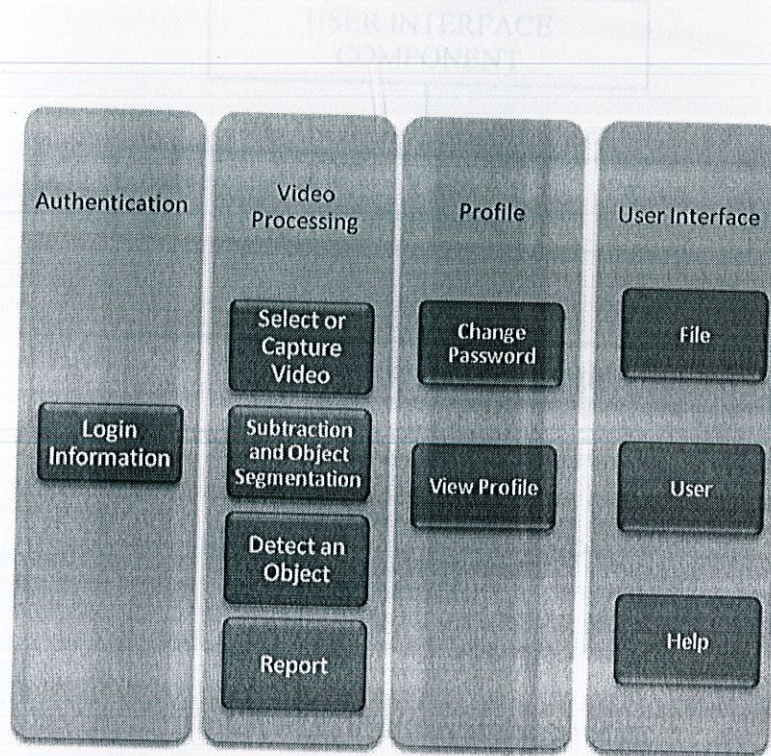 USER INTERFACE
COMPONENT
Authentication
Login
Information
Video
Processing
Select or
Capture
Video
Subtraction
and Object
Segmentation
Detect an
Object
Report
Profile
Change
Password
View Profile
User Interface
File
User
Help